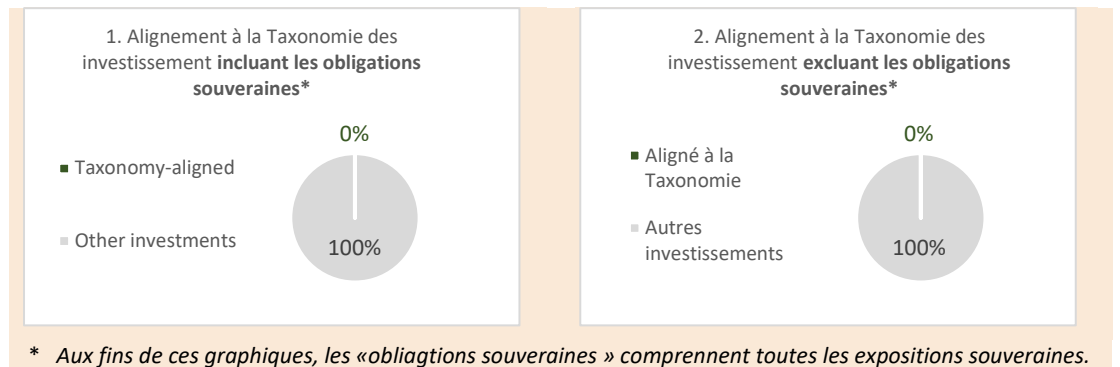 1. Alignement à la Taxonomie des
investissement incluant les obligations
souveraines*
0%
Taxonomy-aligned
Other investments
100%
2. Alignement à la Taxonomie des
investissement excluant les obligations
souveraines*
0%
Aligné à la
Taxonomie
Autres
investissements
100%
* Aux fins de ces graphiques, les «obliagtions souveraines » comprennent toutes les expositions souveraines.